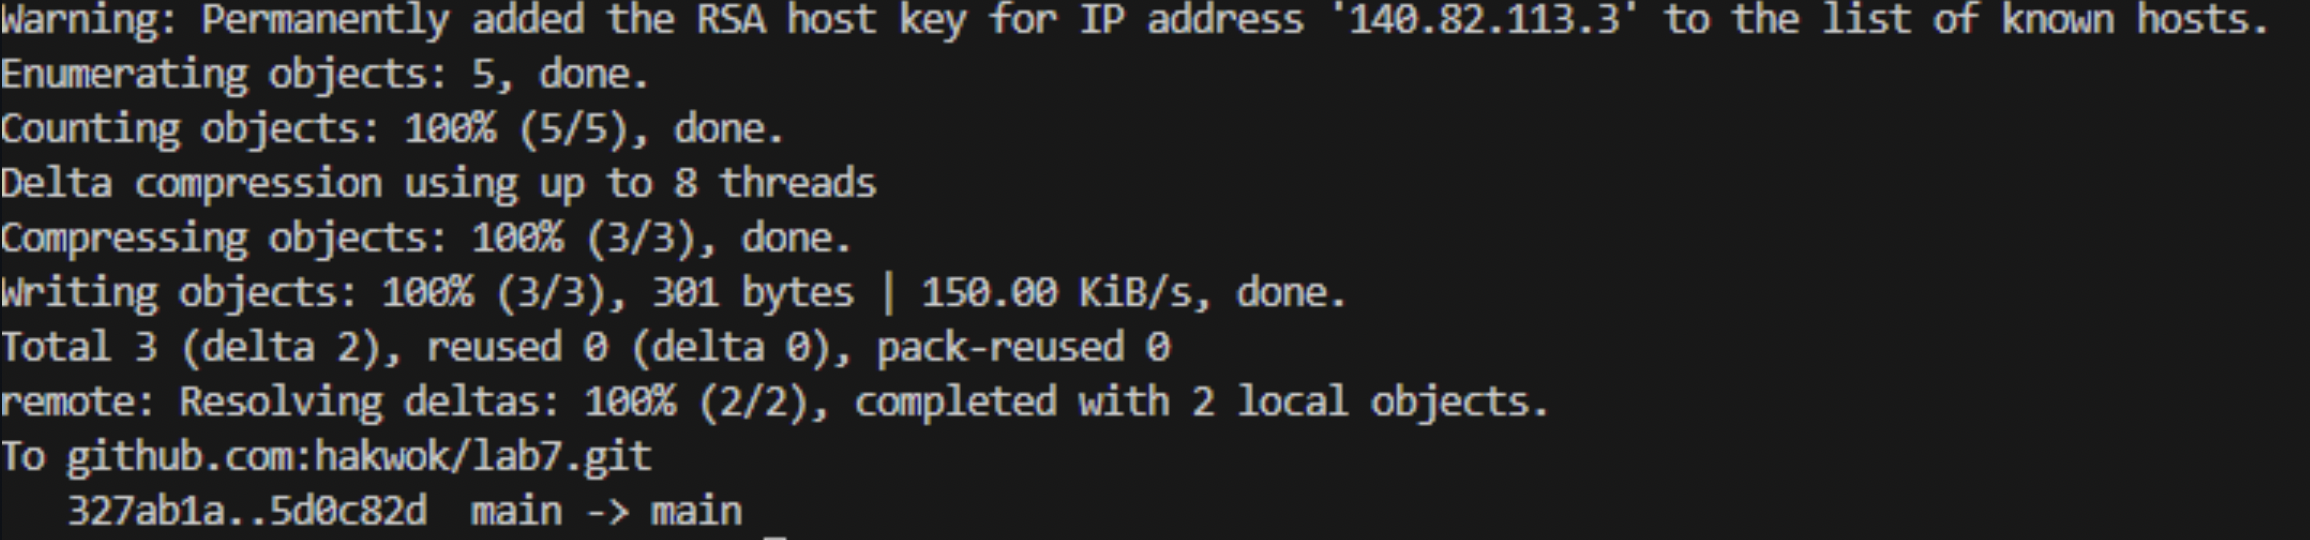 Warning: Permanently added the RSA host key for IP address '140.82.113.3' to the list of known hosts.
Enumerating objects: 5, done.
Counting objects: 100% (5/5), done.
Delta compression using up to 8 threads
Compressing objects: 100% (3/3), done.
Writing objects: 100% (3/3), 301 bytes | 150.00 KiB/s, done.
Total 3 (delta 2), reused 0 (delta 0), pack-reused 0
remote: Resolving deltas: 100% (2/2), completed with 2 local objects.
To github.com:hakwok/lab7.git
   327ab1a..5d0c82d  main -> main